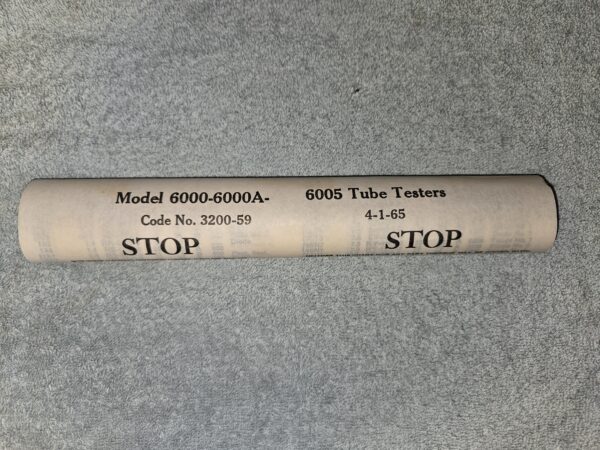 Model 6000-6000A- 6005 Tube Testers
Code No. 3200-59 4-1-65
STOP STOP